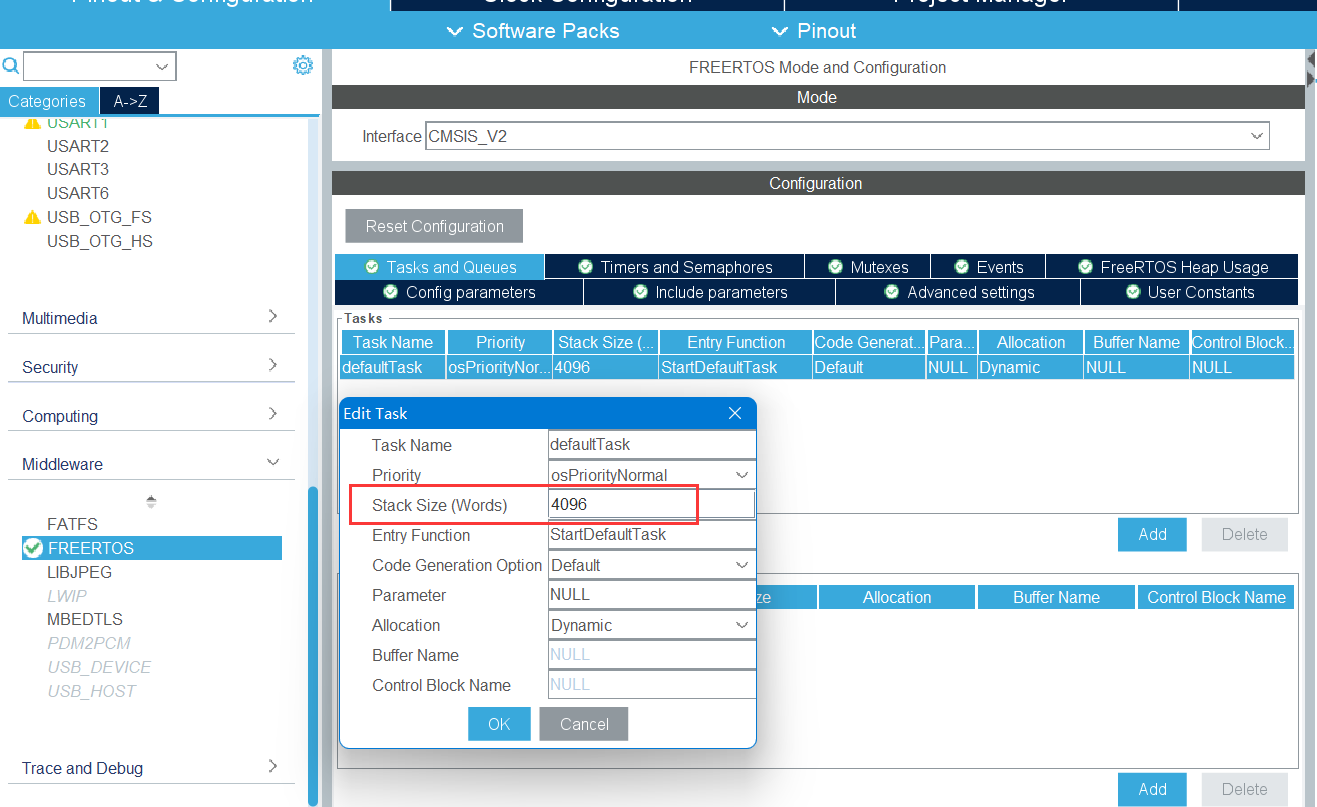 Pinout & Configuration
Clock Configuration
Project Manager
Software Packs
Pinout
Categories
A->Z
USART1
USART2
USART3
USART6
USB_OTG_FS
USB_OTG_HS
Multimedia
Security
Computing
Middleware
FATFS
FREERTOS
LIBJPEG
LWIP
MBEDTLS
PDM2PCM
USB_DEVICE
USB_HOST
Trace and Debug
FREERTOS Mode and Configuration
Mode
Interface CMSIS_V2
Configuration
Reset Configuration
Tasks and Queues Timers and Semaphores Mutexes Events FreeRTOS Heap Usage
Config parameters Include parameters Advanced settings User Constants
Tasks
Task Name Priority Stack Size (... Entry Function Code Generat... Para... Allocation Buffer Name Control Block...
defaultTask osPriorityNor... 4096 StartDefaultTask Default NULL Dynamic NULL NULL
Edit Task
Task Name defaultTask
Priority osPriorityNormal
Stack Size (Words) 4096
Entry Function StartDefaultTask
Code Generation Option Default
Parameter NULL
Allocation Dynamic
Buffer Name NULL
Control Block Name NULL
OK Cancel
Add Delete
Allocation Buffer Name Control Block Name
Add Delete